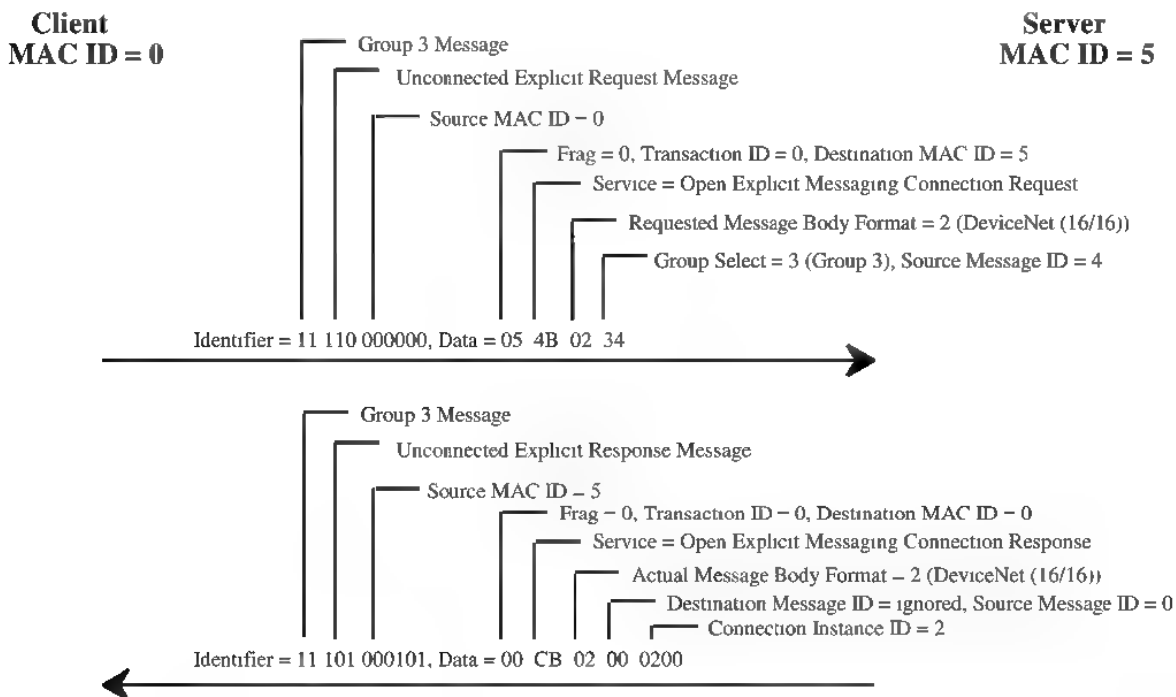 Client
MAC ID = 0
Server
MAC ID = 5
Group 3 Message
Unconnected Explicit Request Message
Source MAC ID – 0
Frag = 0, Transaction ID = 0, Destination MAC ID = 5
Service = Open Explicit Messaging Connection Request
Requested Message Body Format = 2 (DeviceNet (16/16))
Group Select = 3 (Group 3), Source Message ID = 4
Identifier = 11 110 000000, Data = 05 4B 02 34
Group 3 Message
Unconnected Explicit Response Message
Source MAC ID – 5
Frag – 0, Transaction ID – 0, Destination MAC ID – 0
Service = Open Explicit Messaging Connection Response
Actual Message Body Format – 2 (DeviceNet (16/16))
Destination Message ID = ignored, Source Message ID = 0
Connection Instance ID = 2
Identifier = 11 101 000101, Data = 00 CB 02 00 0200